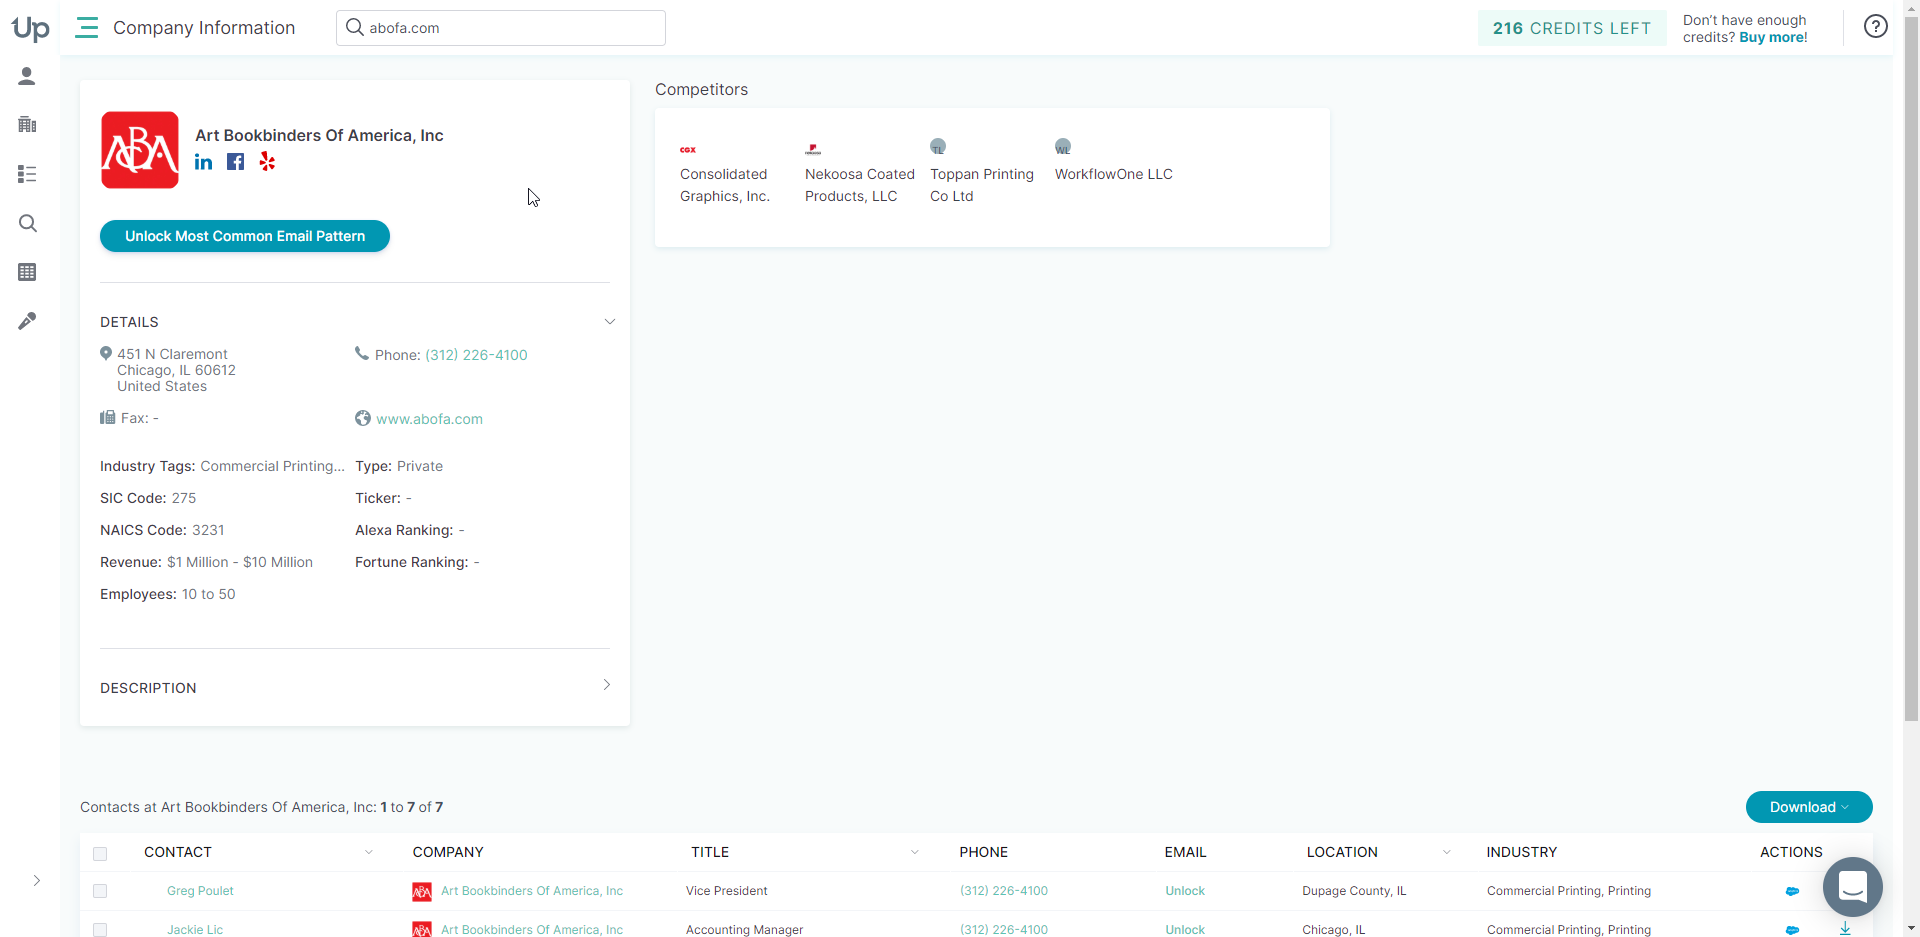 Up
Company Information
abofa.com
216 CREDITS LEFT
Don't have enough
credits? Buy more!
ABA
Art Bookbinders Of America, Inc
Unlock Most Common Email Pattern
DETAILS
451 N Claremont
Chicago, IL 60612
United States
Phone: (312) 226-4100
Fax: -
www.abofa.com
Industry Tags: Commercial Printing...
Type: Private
SIC Code: 275
Ticker: -
NAICS Code: 3231
Alexa Ranking: -
Revenue: $1 Million - $10 Million
Fortune Ranking: -
Employees: 10 to 50
DESCRIPTION
Competitors
CGX
Consolidated
Graphics, Inc.
Nekoosa Coated
Products, LLC
TL
Toppan Printing
Co Ltd
WL
WorkflowOne LLC
Contacts at Art Bookbinders Of America, Inc: 1 to 7 of 7
Download
CONTACT COMPANY TITLE PHONE EMAIL LOCATION INDUSTRY ACTIONS
Greg Poulet ABA Art Bookbinders Of America, Inc Vice President (312) 226-4100 Unlock Dupage County, IL Commercial Printing, Printing
Jackie Lic ABA Art Bookbinders Of America, Inc Accounting Manager (312) 226-4100 Unlock Chicago, IL Commercial Printing, Printing